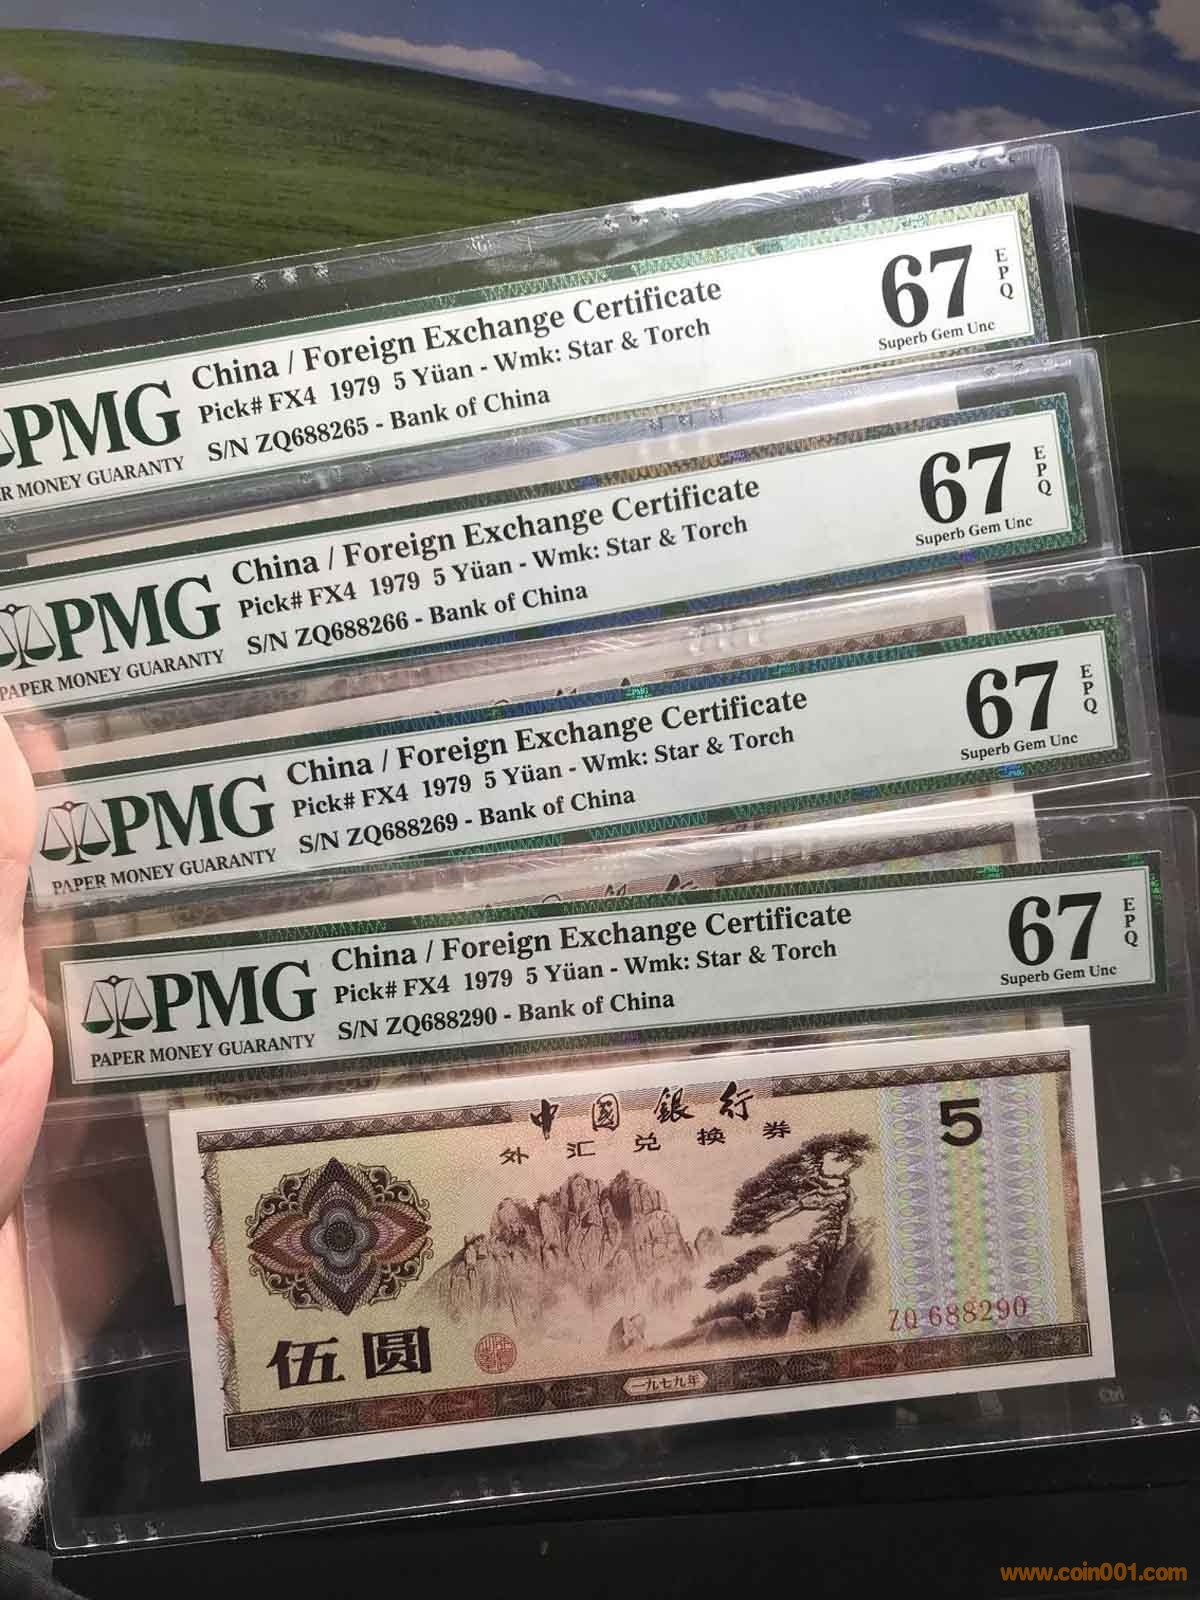 China / Foreign Exchange Certificate
Pick# FX4 1979 5 Yüan - Wmk: Star & Torch
S/N ZQ688265 - Bank of China
PMG
MONEY GUARANTY
67
EPQ
Superb Gem Unc
China / Foreign Exchange Certificate
Pick# FX4 1979 5 Yüan - Wmk: Star & Torch
S/N ZQ688266 - Bank of China
PMG
PAPER MONEY GUARANTY
67
EPQ
Superb Gem Unc
China / Foreign Exchange Certificate
Pick# FX4 1979 5 Yüan - Wmk: Star & Torch
S/N ZQ688269 - Bank of China
PMG
PAPER MONEY GUARANTY
67
EPQ
Superb Gem Unc
China / Foreign Exchange Certificate
Pick# FX4 1979 5 Yüan - Wmk: Star & Torch
S/N ZQ688290 - Bank of China
PMG
PAPER MONEY GUARANTY
67
EPQ
Superb Gem Unc
中國銀行
外汇兑换券
5
ZQ 688290
伍圆
一九七九年
www.coin001.com